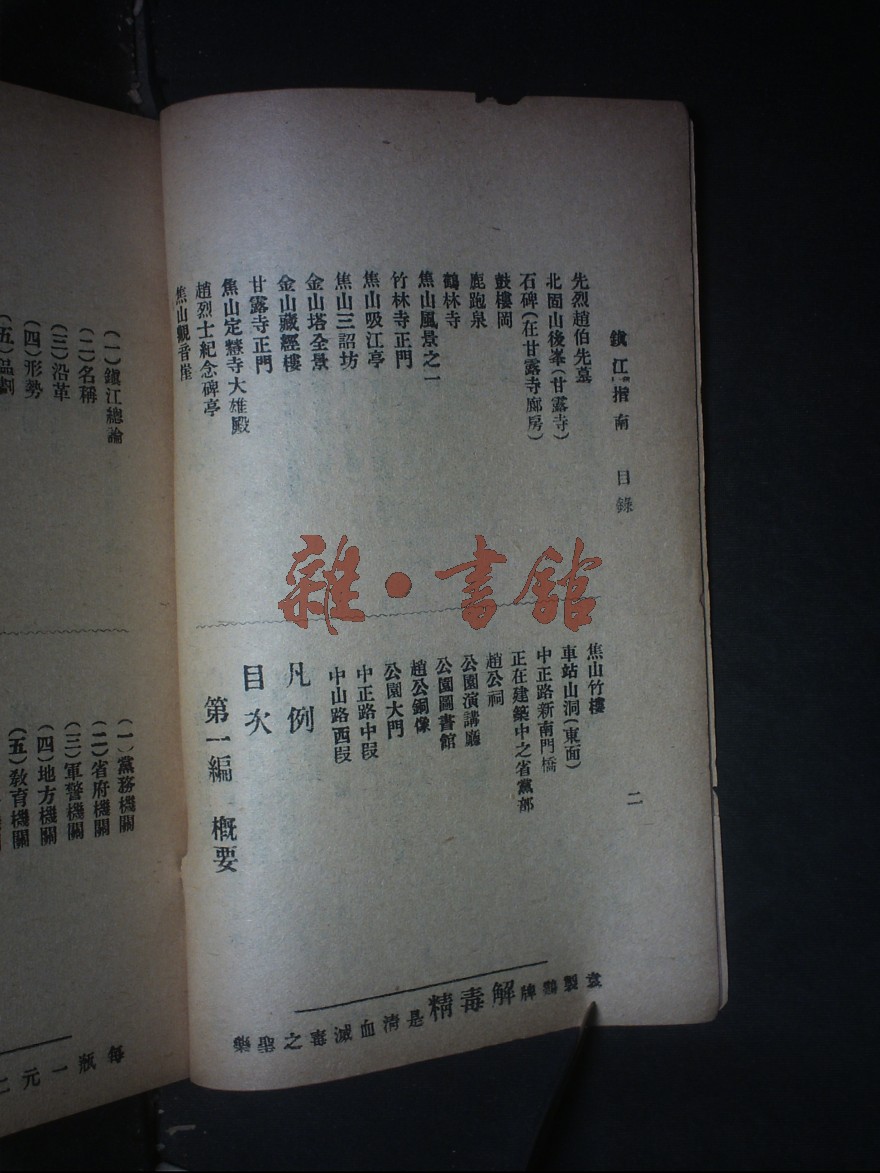 鎮江指南 目錄 二
先烈趙伯先墓
北固山後峯(甘露寺)
石碑(在甘露寺廊房)
鼓樓岡
鹿跑泉
鶴林寺
焦山風景之一
竹林寺正門
焦山吸江亭
焦山三詔坊
金山塔全景
金山藏經樓
甘露寺正門
焦山定慧寺大雄殿
趙烈士紀念碑亭
焦山觀音崖
焦山竹樓
車站山洞(東面)
中正路新南門橋
正在建築中之省黨部
趙公祠
公園演講廳
公園圖書館
趙公銅像
公園大門
中正路中段
中山路西段
凡例
目次
第一編 概要
製 牌解毒精是清血滅毒之聖藥
雜·書館
(一)鎮江總論
(二)名稱
(三)沿革
(四)形勢
(五)區劃
(一)黨務機關
(二)省府機關
(三)軍警機關
(四)地方機關
(五)教育機關
每瓶一元二